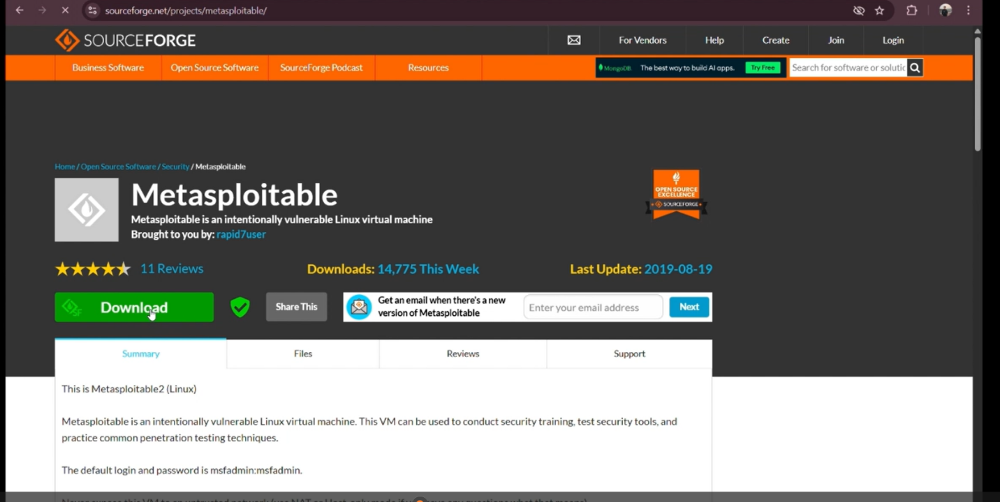 sourceforge.net/projects/metasploitable/
SOURCEFORGE
For Vendors
Help
Create
Join
Login
Business Software
Open Source Software
SourceForge Podcast
Resources
MongoDB. The best way to build AI apps. Try Free
Search for software or solutic
Home / Open Source Software / Security / Metasploitable
Metasploitable
Metasploitable is an intentionally vulnerable Linux virtual machine
Brought to you by: rapid7user
OPEN SOURCE
EXCELLENCE
SOURCEFORGE
11 Reviews
Downloads: 14,775 This Week
Last Update: 2019-08-19
SF
Download
Share This
Get an email when there's a new
version of Metasploitable
Enter your email address
Next
Summary
Files
Reviews
Support
This is Metasploitable2 (Linux)
Metasploitable is an intentionally vulnerable Linux virtual machine. This VM can be used to conduct security training, test security tools, and
practice common penetration testing techniques.
The default login and password is msfadmin:msfadmin.